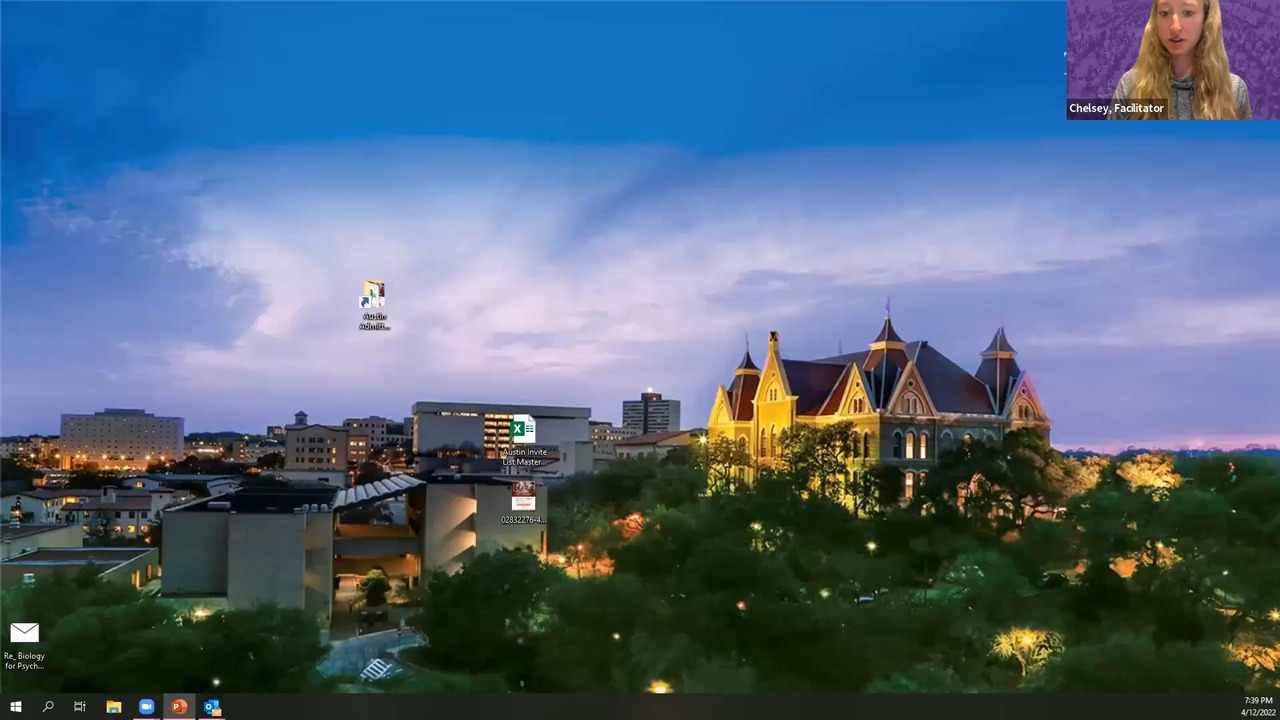 Chelsey, Facilitator
Austin
Admitt...
Austin Invite
List Master...
02832276-4...
Re_ Biology
for Psych...
7:39 PM
4/12/2022